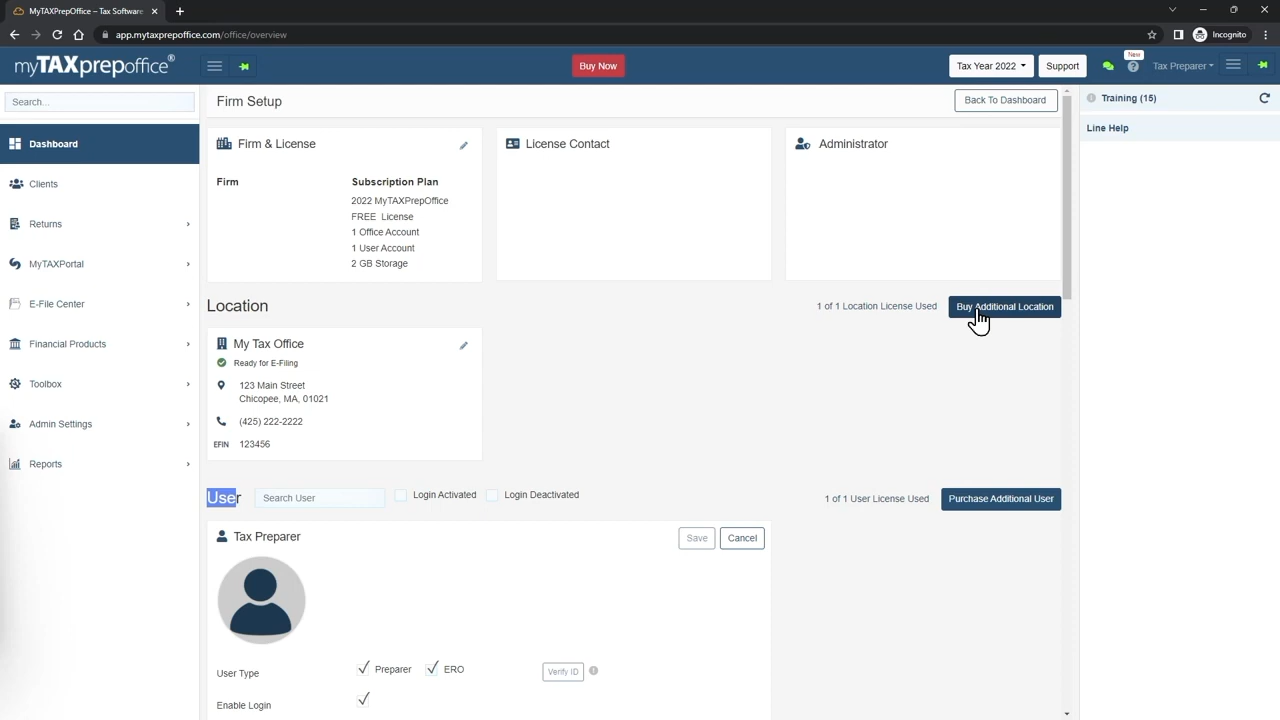 MyTAXPrepOffice – Tax Software
app.mytaxprepoffice.com/office/overview
Incognito
myTAXprepoffice®
Buy Now
Tax Year 2022
Support
New
Tax Preparer
Search...
Dashboard
Clients
Returns
MyTAXPortal
E-File Center
Financial Products
Toolbox
Admin Settings
Reports
Firm Setup
Back To Dashboard
Firm & License
Firm
Subscription Plan
2022 MyTAXPrepOffice
FREE License
1 Office Account
1 User Account
2 GB Storage
License Contact
Administrator
Location
1 of 1 Location License Used
Buy Additional Location
My Tax Office
Ready for E-Filing
123 Main Street
Chicopee, MA, 01021
(425) 222-2222
EFIN 123456
User
Search User
Login Activated
Login Deactivated
1 of 1 User License Used
Purchase Additional User
Tax Preparer
Save
Cancel
User Type
Preparer
ERO
Verify ID
Enable Login
Training (15)
Line Help